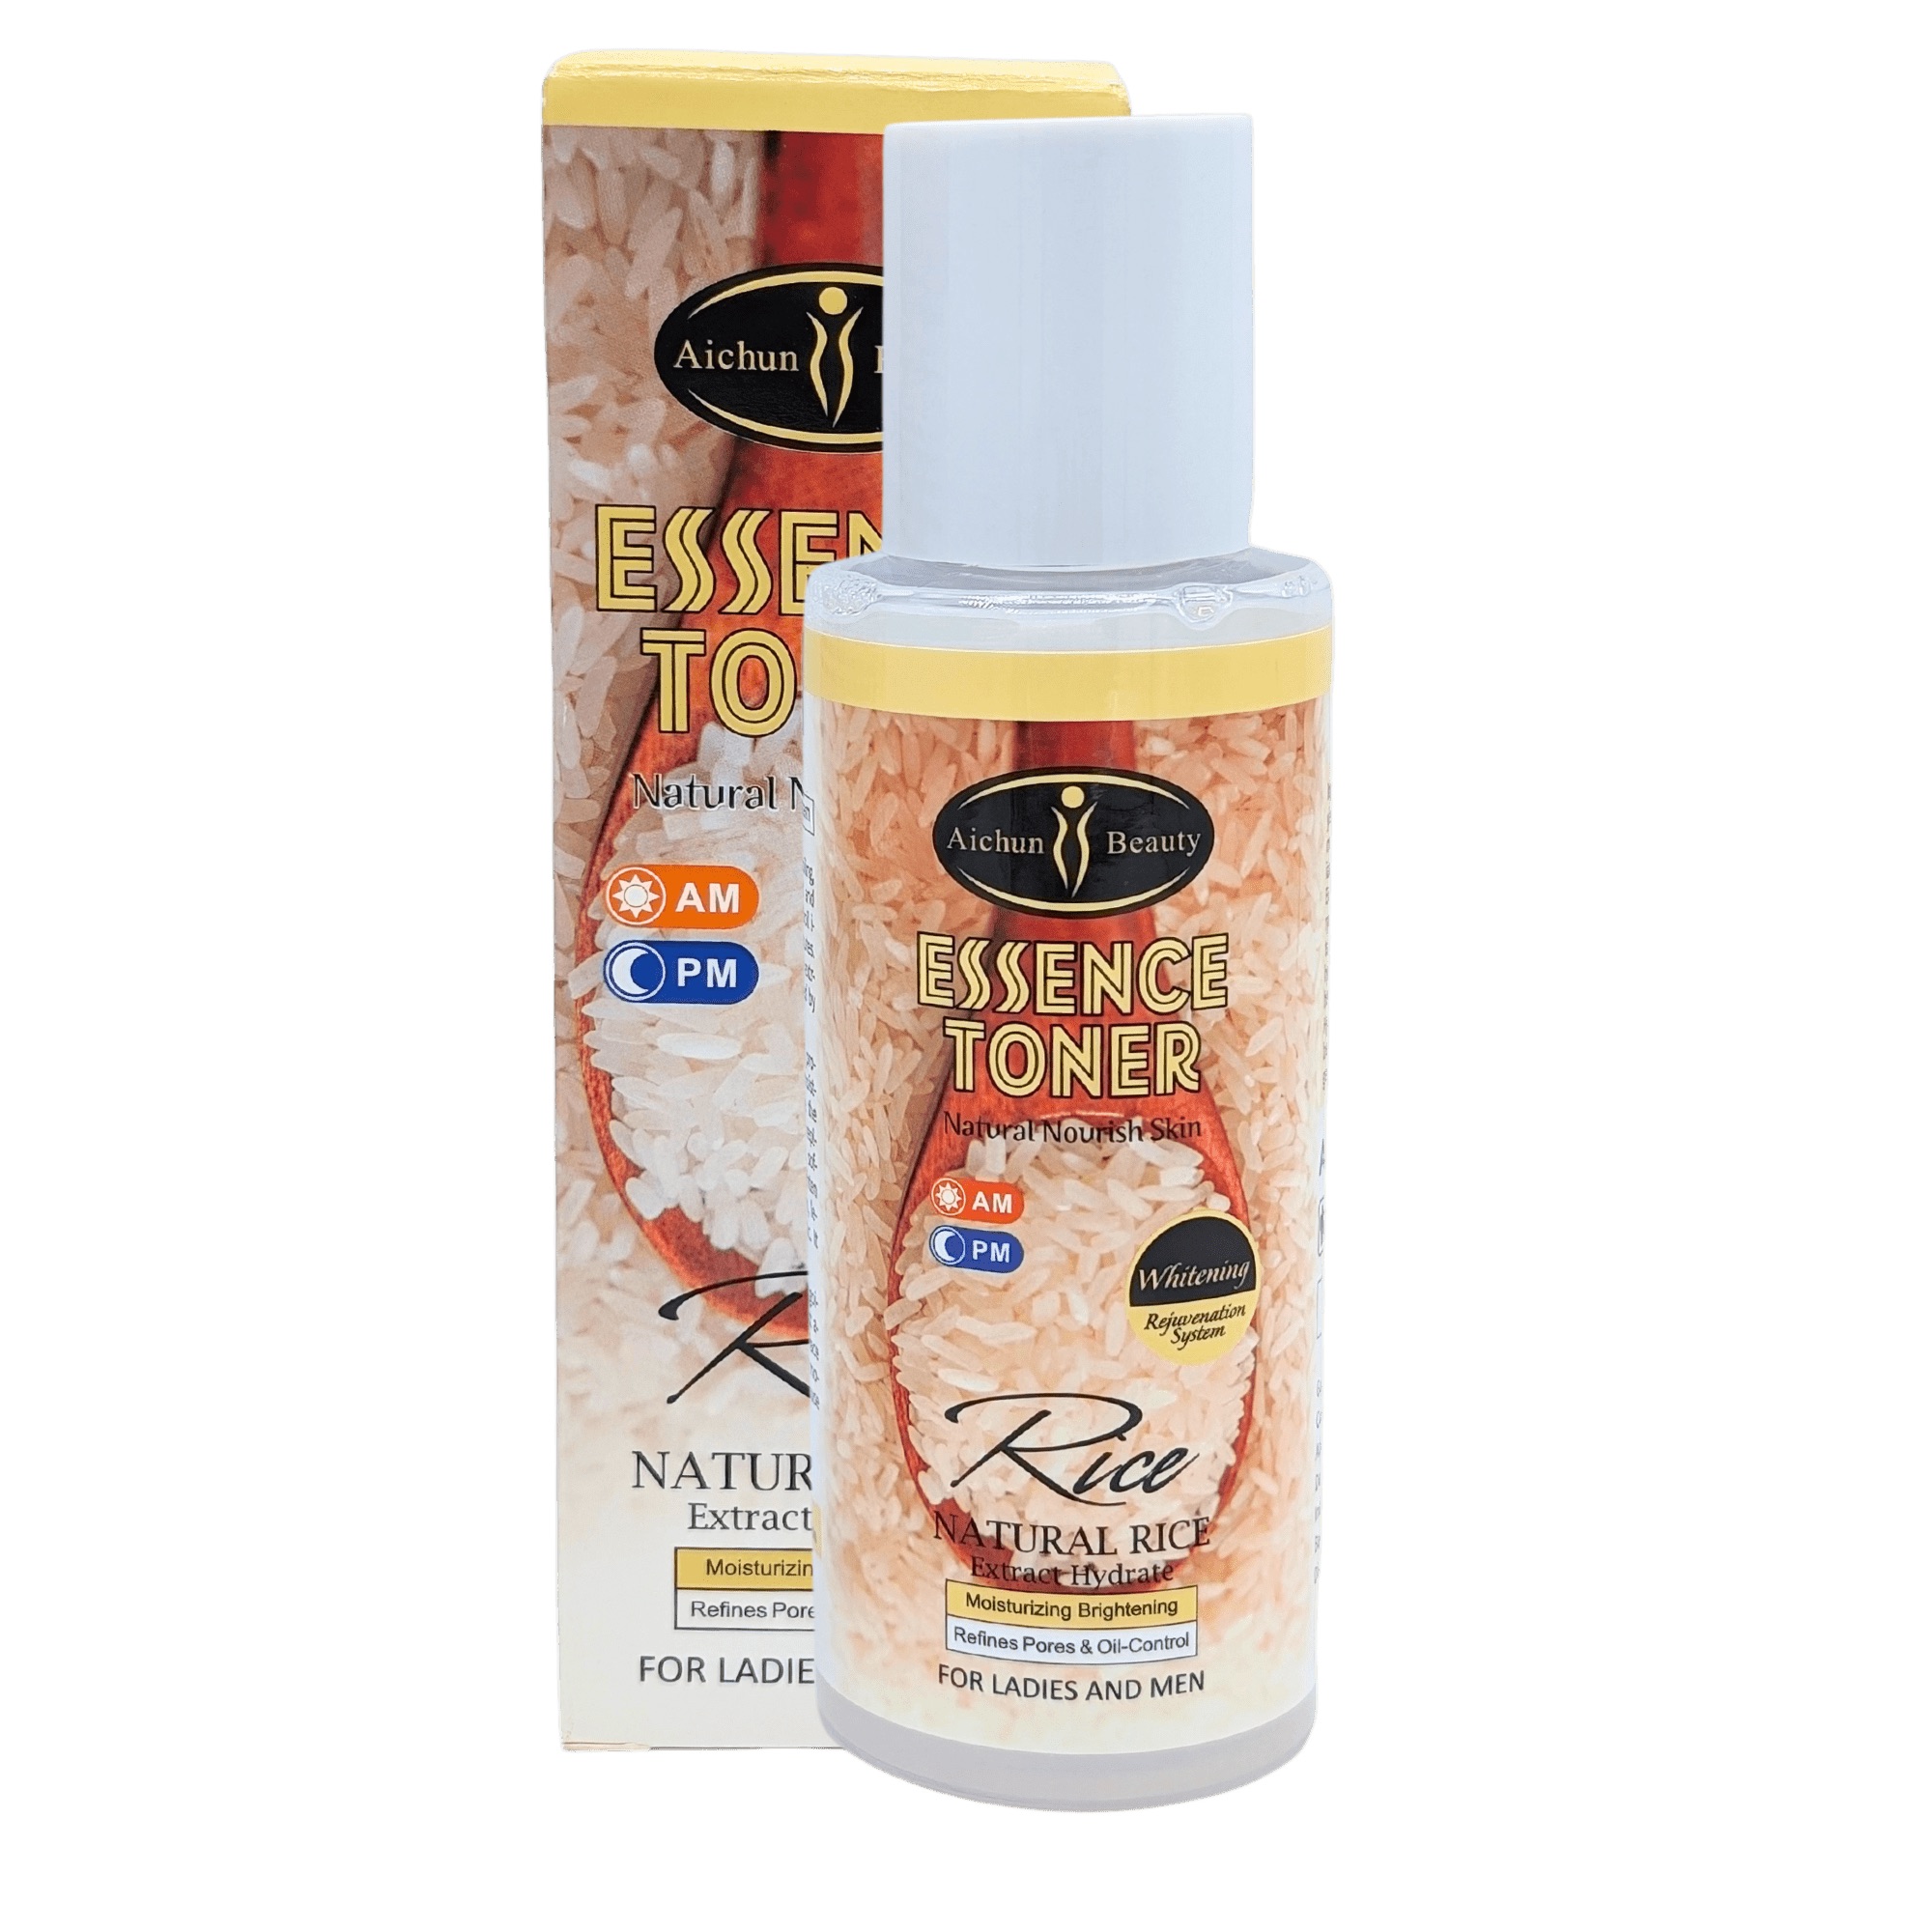 Aichun
ESSEN
TO
Natural N
AM
PM
R
NATUR
Extract
Moisturizin
Refines Pore
FOR LADIE
Aichun Beauty
ESSENCE
TONER
Natural Nourish Skin
AM
PM
Whitening
Rejuvenation
System
Rice
NATURAL RICE
Extract Hydrate
Moisturizing Brightening
Refines Pores & Oil-Control
FOR LADIES AND MEN